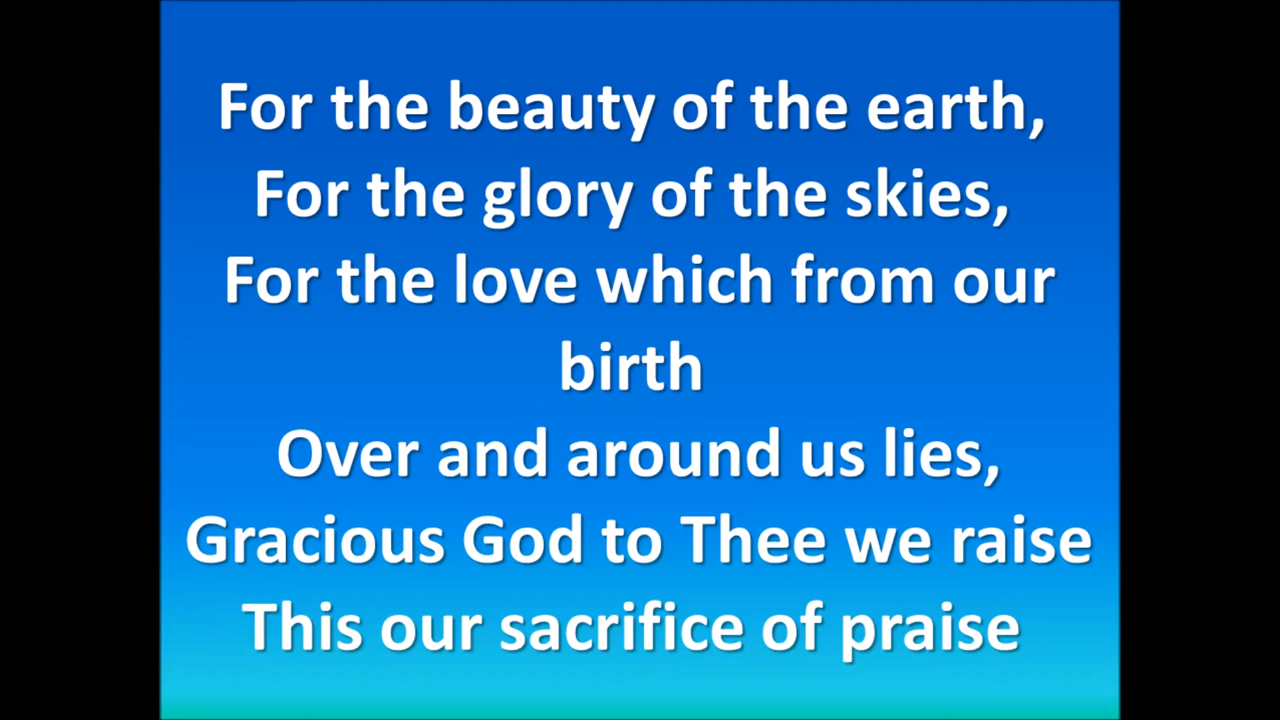 For the beauty of the earth,
For the glory of the skies,
For the love which from our
birth
Over and around us lies,
Gracious God to Thee we raise
This our sacrifice of praise